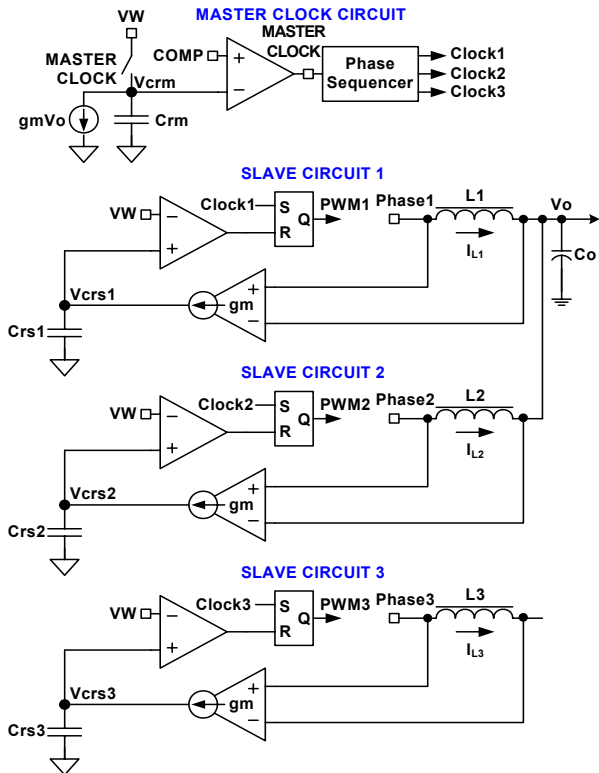 MASTER CLOCK CIRCUIT
VW
MASTER
CLOCK
COMP
MASTER
CLOCK
Phase
Sequencer
Clock1
Clock2
Clock3
Vcrm
gmVo
Crm
+
−
SLAVE CIRCUIT 1
VW
−
+
Clock1
S
R
Q
PWM1
Phase1
L1
IL1
Vo
Co
Vcrs1
gm
+
−
Crs1
SLAVE CIRCUIT 2
VW
−
+
Clock2
S
R
Q
PWM2
Phase2
L2
IL2
Vcrs2
gm
+
−
Crs2
SLAVE CIRCUIT 3
VW
−
+
Clock3
S
R
Q
PWM3
Phase3
L3
IL3
Vcrs3
gm
+
−
Crs3